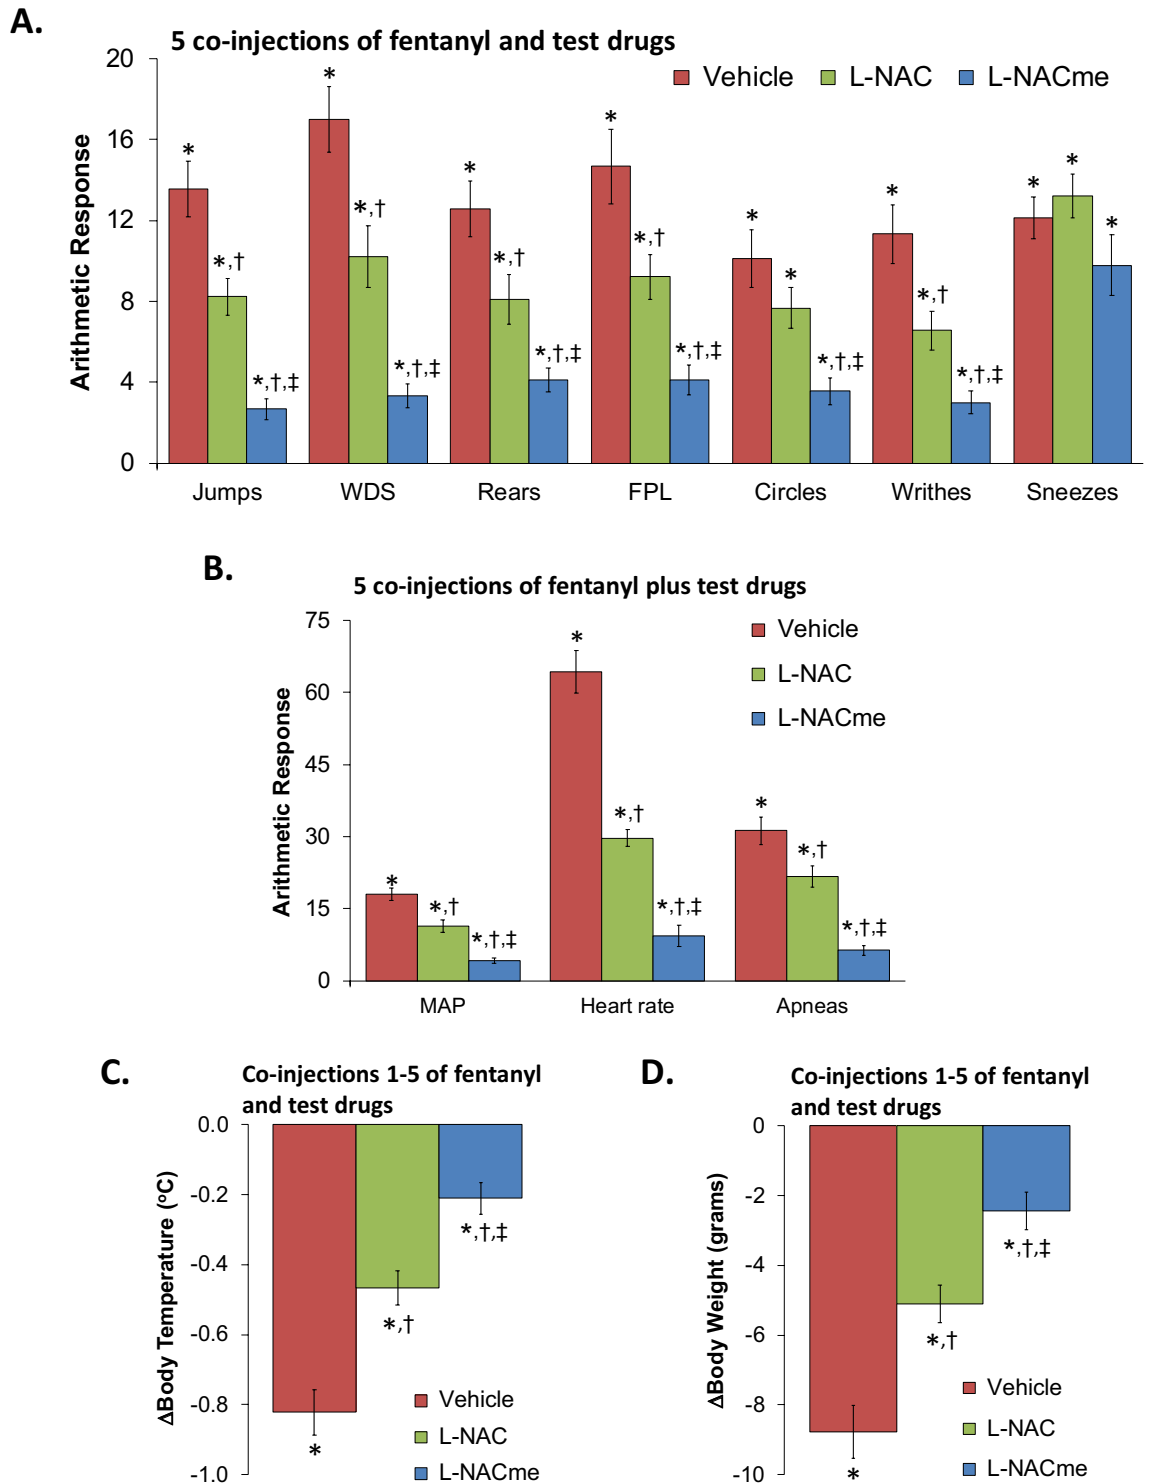 A.
5 co-injections of fentanyl and test drugs
Vehicle L-NAC L-NACme
Arithmetic Response
20
16
12
8
4
0
* *,† *,†,‡
* *,† *,†,‡
* *,† *,†,‡
* *,† *,†,‡
* * *,†,‡
* *,† *,†,‡
* * *
Jumps WDS Rears FPL Circles Writhes Sneezes
B.
5 co-injections of fentanyl plus test drugs
Vehicle
L-NAC
L-NACme
Arithmetic Response
75
60
45
30
15
0
* *,† *,†,‡
* *,† *,†,‡
* *,† *,†,‡
MAP Heart rate Apneas
C.
Co-injections 1-5 of fentanyl
and test drugs
ΔBody Temperature (°C)
0.0
-0.2
-0.4
-0.6
-0.8
-1.0
* *,† *,†,‡
Vehicle
L-NAC
L-NACme
D.
Co-injections 1-5 of fentanyl
and test drugs
ΔBody Weight (grams)
0
-2
-4
-6
-8
-10
* *,† *,†,‡
Vehicle
L-NAC
L-NACme